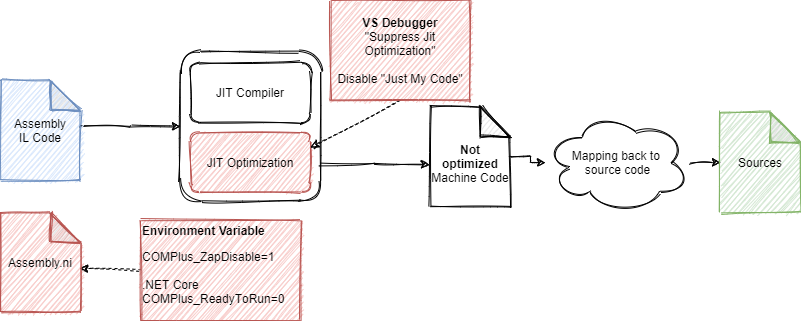 VS Debugger
"Suppress Jit
Optimization"
Disable "Just My Code"
JIT Compiler
Assembly
IL Code
JIT Optimization
Not
optimized
Machine Code
Mapping back to
source code
Sources
Assembly.ni
Environment Variable
COMPlus_ZapDisable=1
.NET Core
COMPlus_ReadyToRun=0